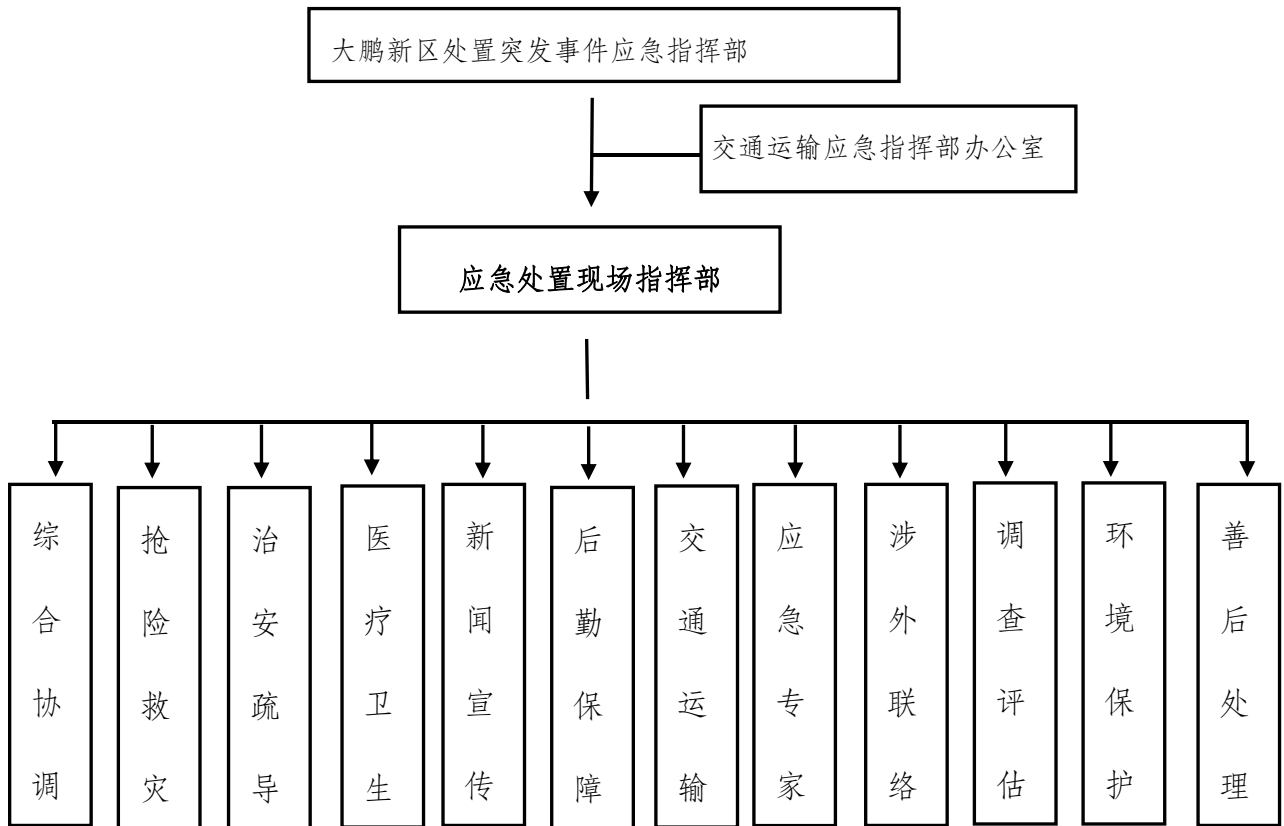 大鹏新区处置突发事件应急指挥部
交通运输应急指挥部办公室
应急处置现场指挥部
综合协调
抢险救灾
治安疏导
医疗卫生
新闻宣传
后勤保障
交通运输
应急专家
涉外联络
调查评估
环境保护
善后处理